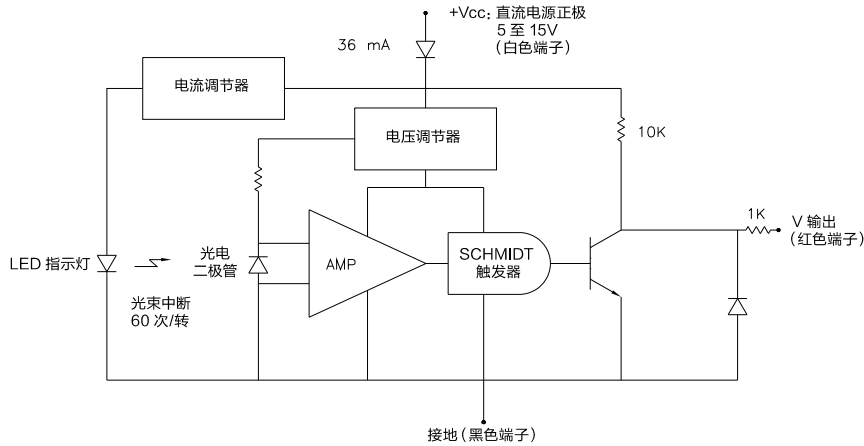 +Vcc: 直流电源正极
5 至 15V
(白色端子)
36 mA
电流调节器
电压调节器
10K
1K
V 输出
(红色端子)
LED 指示灯
光电
二极管
AMP
SCHMIDT
触发器
光束中断
60 次/转
接地(黑色端子)